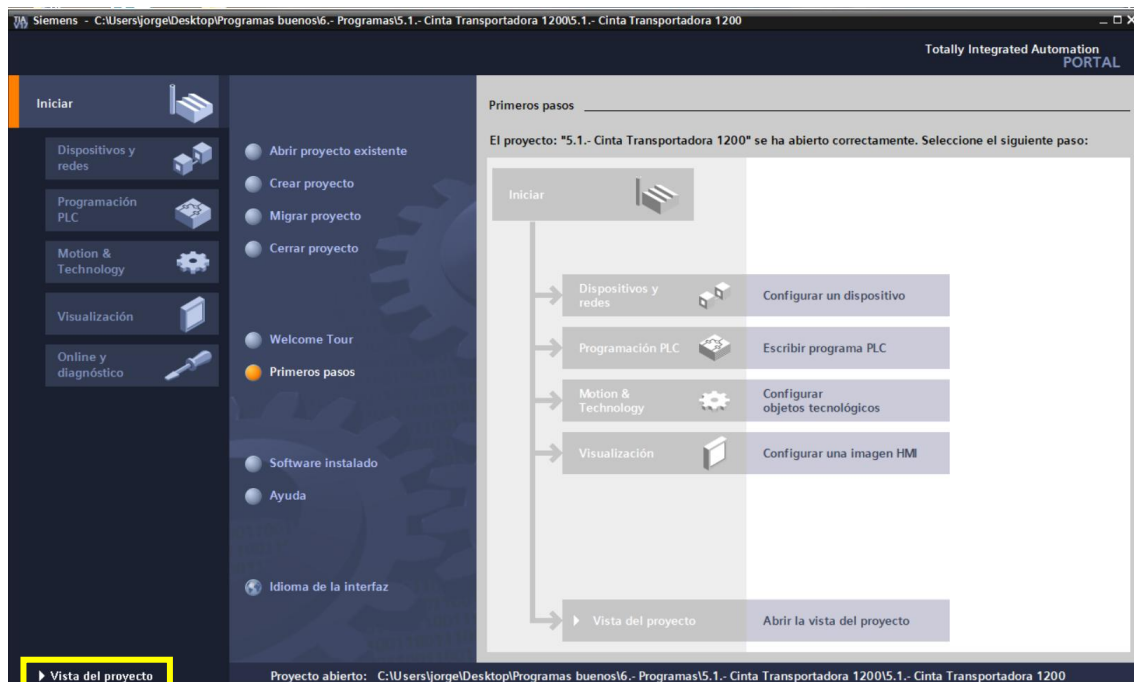 Siemens - C:\Users\jorge\Desktop\Programas buenos\6.- Programas\5.1.- Cinta Transportadora 1200\5.1.- Cinta Transportadora 1200
Totally Integrated Automation
PORTAL
Iniciar
Dispositivos y
redes
Programación
PLC
Motion &
Technology
Visualización
Online y
diagnóstico
Abrir proyecto existente
Crear proyecto
Migrar proyecto
Cerrar proyecto
Welcome Tour
Primeros pasos
Software instalado
Ayuda
Idioma de la interfaz
Primeros pasos
El proyecto: "5.1.- Cinta Transportadora 1200" se ha abierto correctamente. Seleccione el siguiente paso:
Iniciar
Dispositivos y
redes
Configurar un dispositivo
Programación PLC
Escribir programa PLC
Motion &
Technology
Configurar
objetos tecnológicos
Visualización
Configurar una imagen HMI
Vista del proyecto
Abrir la vista del proyecto
Vista del proyecto
Proyecto abierto: C:\Users\jorge\Desktop\Programas buenos\6.- Programas\5.1.- Cinta Transportadora 1200\5.1.- Cinta Transportadora 1200